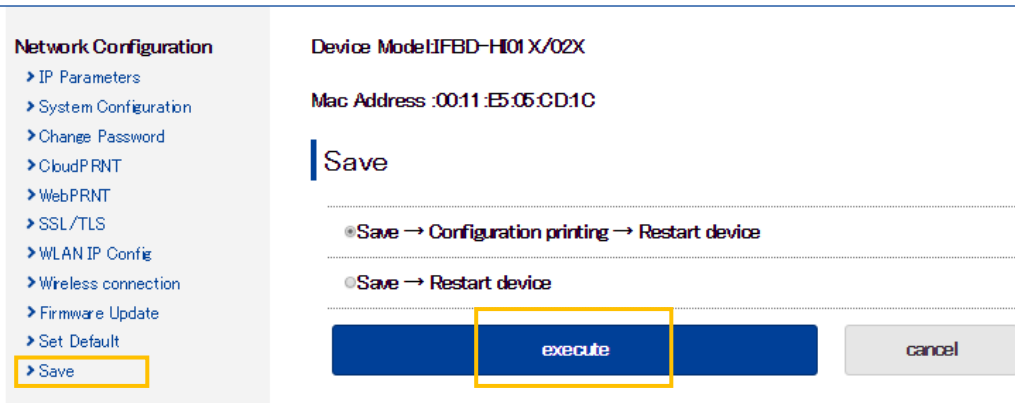 Network Configuration
IP Parameters
System Configuration
Change Password
CloudPRNT
WebPRNT
SSL/TLS
WLAN IP Config
Wireless connection
Firmware Update
Set Default
Save
Device Model:IFBD-HI01X/02X
Mac Address :00:11:E5:05:CD:1C
Save
Save → Configuration printing → Restart device
Save → Restart device
execute
cancel